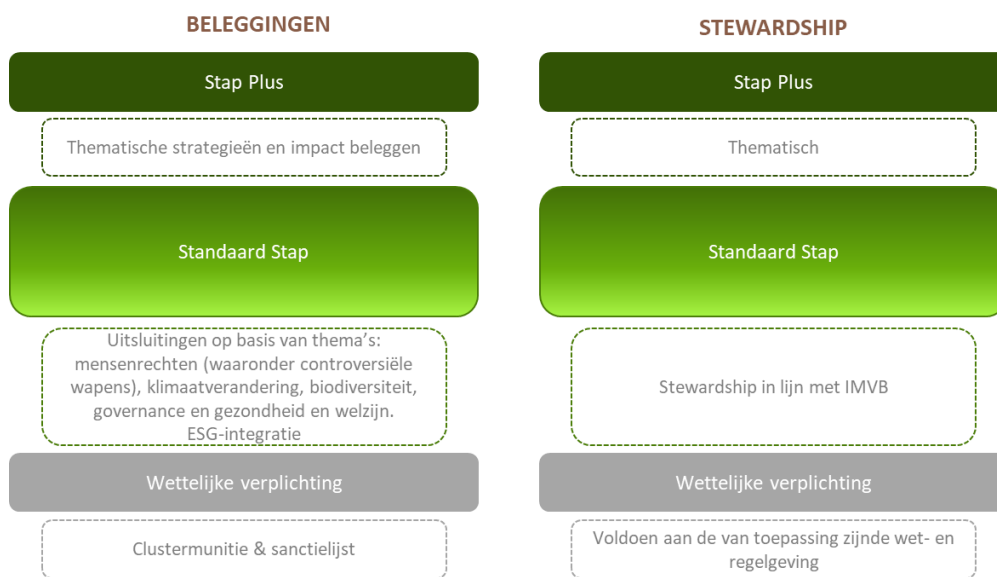 BELEGGINGEN
Stap Plus
Thematische strategieën en impact beleggen
Standaard Stap
Uitsluitingen op basis van thema's:
mensenrechten (waaronder controversiële
wapens), klimaatverandering, biodiversiteit,
governance en gezondheid en welzijn.
ESG-integratie
Wettelijke verplichting
Clustermunitie & sanctielijst
STEWARDSHIP
Stap Plus
Thematisch
Standaard Stap
Stewardship in lijn met IMVB
Wettelijke verplichting
Voldoen aan de van toepassing zijnde wet- en
regelgeving